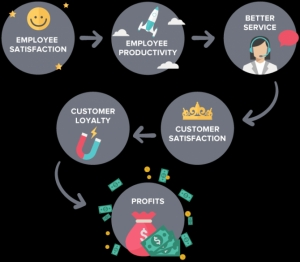 EMPLOYEE
SATISFACTION
EMPLOYEE
PRODUCTIVITY
BETTER
SERVICE
CUSTOMER
SATISFACTION
CUSTOMER
LOYALTY
PROFITS
$
$